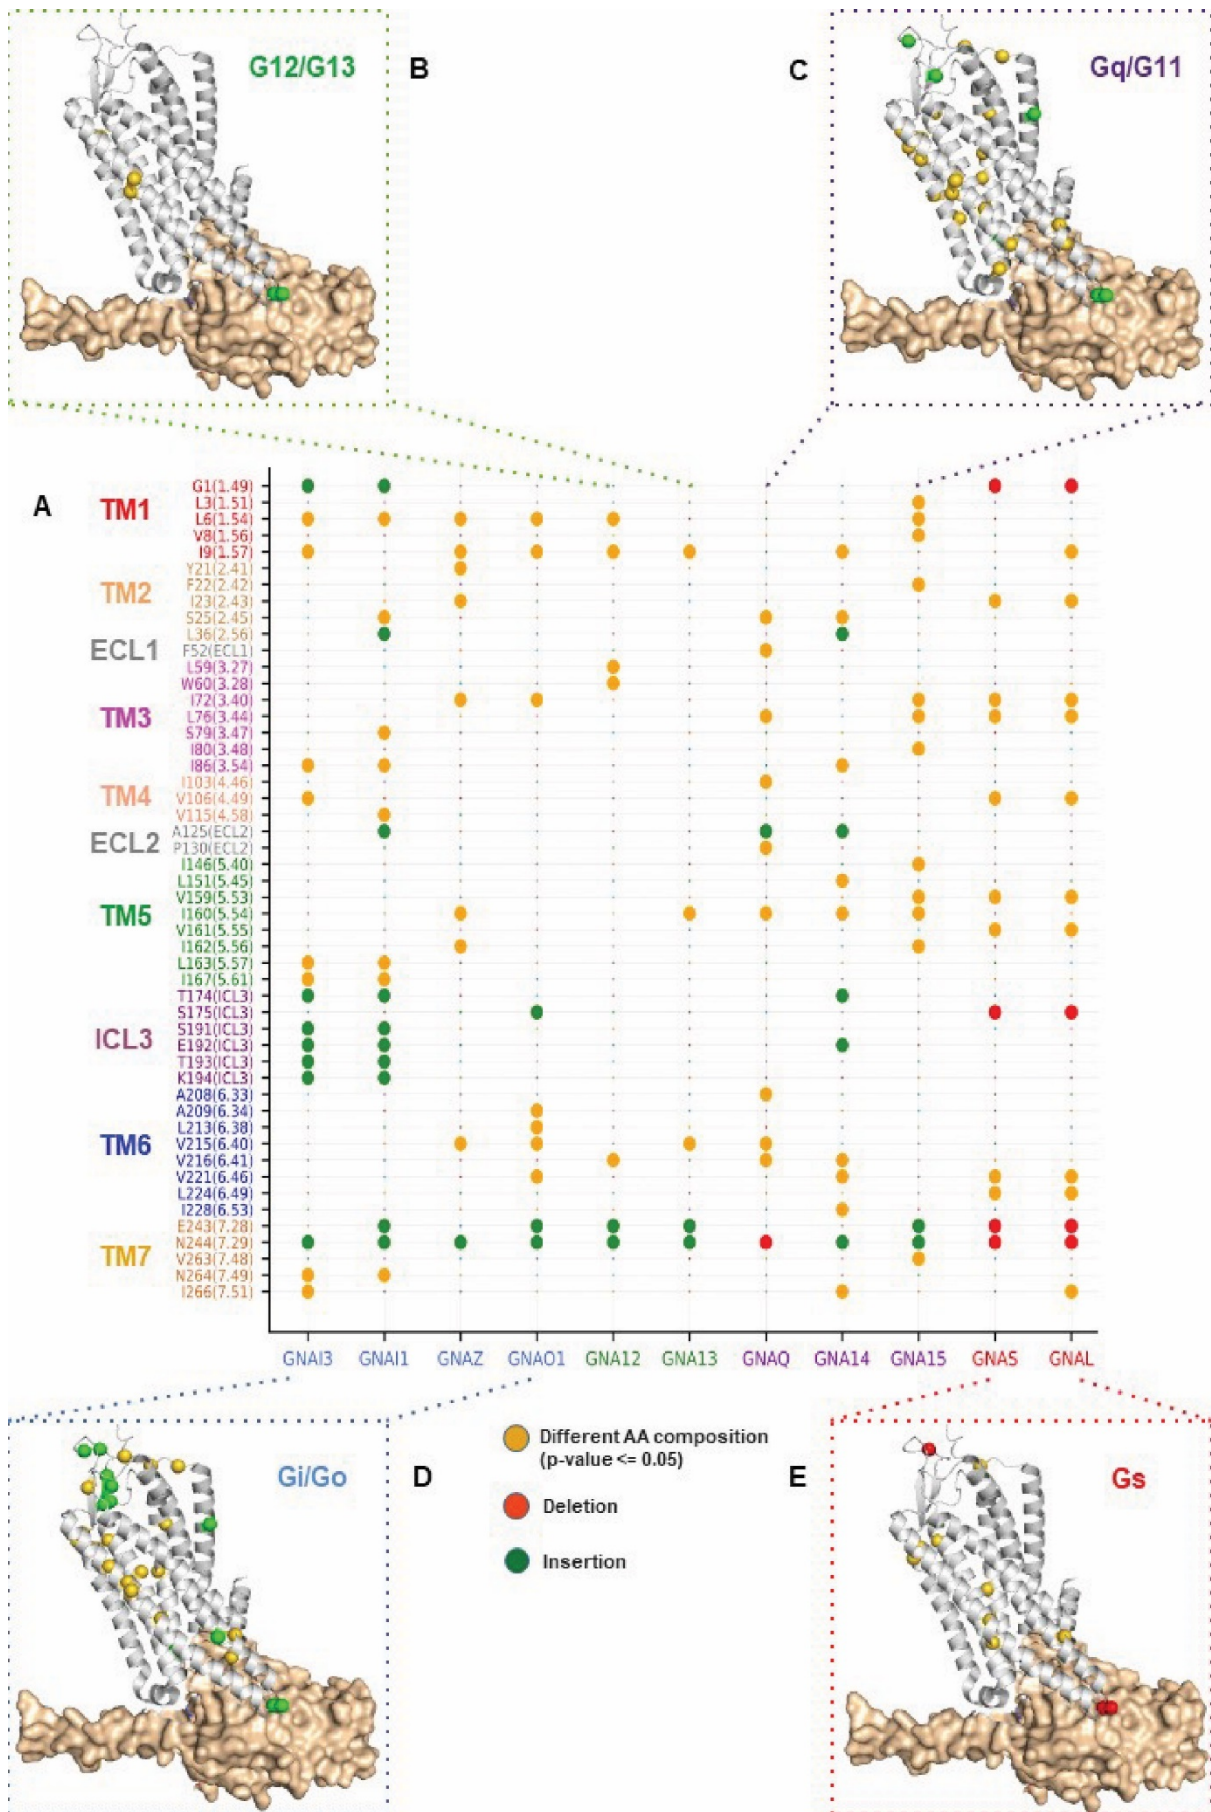 G12/G13
B
C
Gq/G11
A
TM1
G1(1.49)
L3(1.51)
L6(1.54)
V8(1.56)
I9(1.57)
TM2
Y21(2.41)
F22(2.42)
I23(2.43)
S25(2.45)
L36(2.56)
ECL1
F52(ECL1)
TM3
L59(3.27)
W60(3.28)
I72(3.40)
L76(3.44)
S79(3.47)
I80(3.48)
I86(3.54)
TM4
I103(4.46)
V106(4.49)
V115(4.58)
ECL2
A125(ECL2)
P130(ECL2)
TM5
I146(5.40)
L151(5.45)
V159(5.53)
I160(5.54)
V161(5.55)
I162(5.56)
L163(5.57)
I167(5.61)
ICL3
T174(ICL3)
S175(ICL3)
S191(ICL3)
E192(ICL3)
T193(ICL3)
K194(ICL3)
TM6
A208(6.33)
A209(6.34)
L213(6.38)
V215(6.40)
V216(6.41)
V221(6.46)
L224(6.49)
I228(6.53)
TM7
E243(7.28)
N244(7.29)
V263(7.48)
N264(7.49)
I266(7.51)
GNAI3 GNAI1 GNAZ GNAO1 GNA12 GNA13 GNAQ GNA14 GNA15 GNAS GNAL
Gi/Go
D
Different AA composition
(p-value <= 0.05)
Deletion
Insertion
E
Gs